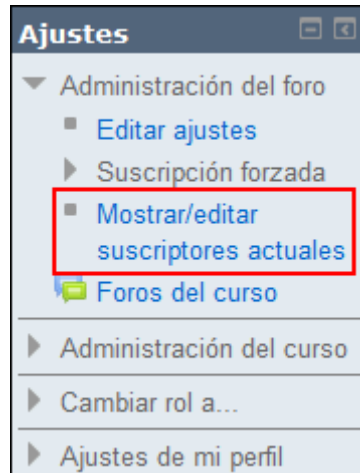 Ajustes
Administración del foro
Editar ajustes
Suscripción forzada
Mostrar/editar
suscriptores actuales
Foros del curso
Administración del curso
Cambiar rol a...
Ajustes de mi perfil